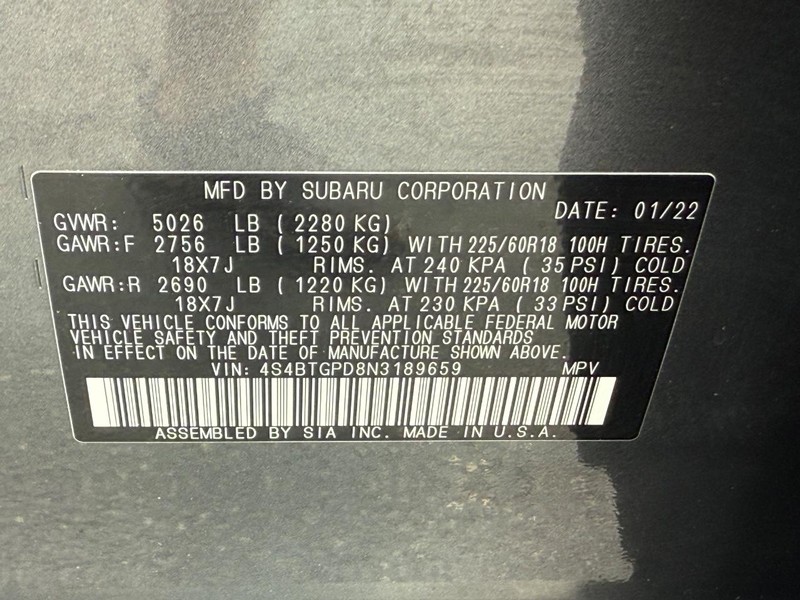 MFD BY SUBARU CORPORATION
DATE: 01/22
GVWR: 5026 LB ( 2280 KG)
GAWR:F 2756 LB ( 1250 KG) WITH 225/60R18 100H TIRES.
18X7J RIMS. AT 240 KPA ( 35 PSI) COLD
GAWR:R 2690 LB ( 1220 KG) WITH 225/60R18 100H TIRES.
18X7J RIMS. AT 230 KPA ( 33 PSI) COLD
THIS VEHICLE CONFORMS TO ALL APPLICABLE FEDERAL MOTOR
VEHICLE SAFETY AND THEFT PREVENTION STANDARDS
IN EFFECT ON THE DATE OF MANUFACTURE SHOWN ABOVE.
VIN: 4S4BTGPD8N3189659 MPV
ASSEMBLED BY SIA INC. MADE IN U.S.A.